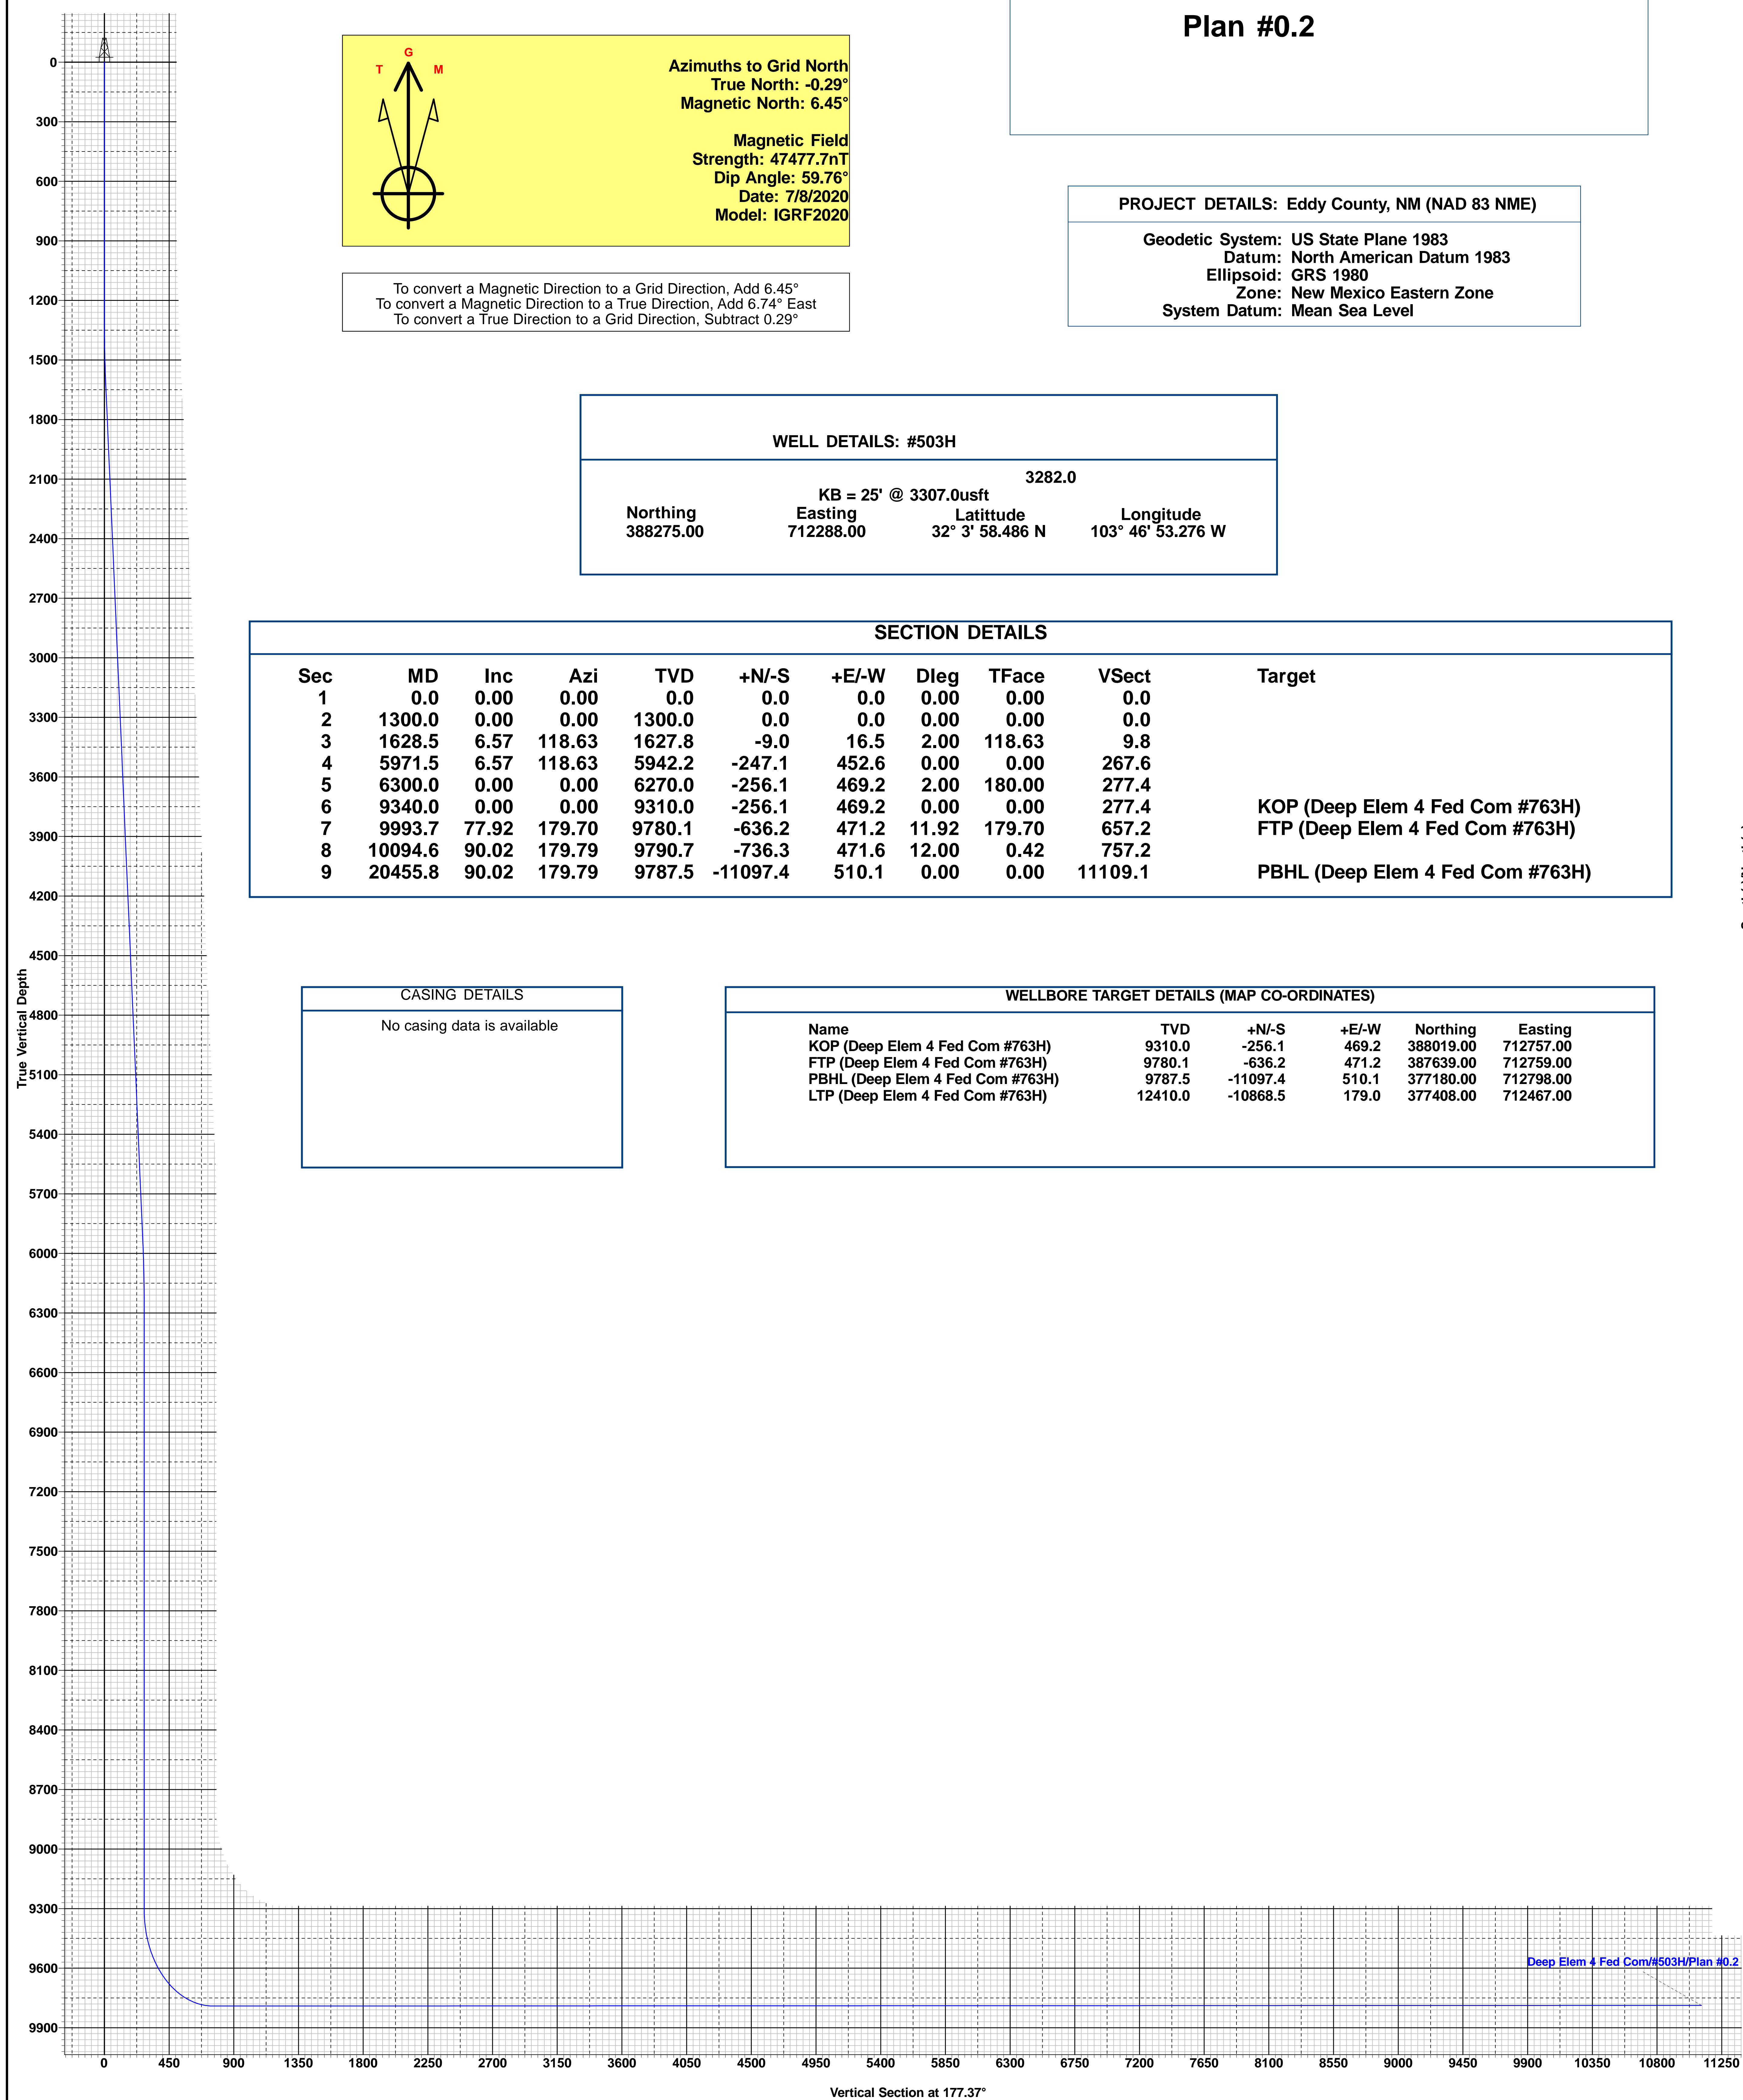 Plan #0.2
G
T M
Azimuths to Grid North
True North: -0.29°
Magnetic North: 6.45°
Magnetic Field
Strength: 47477.7nT
Dip Angle: 59.76°
Date: 7/8/2020
Model: IGRF2020
To convert a Magnetic Direction to a Grid Direction, Add 6.45°
To convert a Magnetic Direction to a True Direction, Add 6.74° East
To convert a True Direction to a Grid Direction, Subtract 0.29°
PROJECT DETAILS: Eddy County, NM (NAD 83 NME)
Geodetic System: US State Plane 1983
Datum: North American Datum 1983
Ellipsoid: GRS 1980
Zone: New Mexico Eastern Zone
System Datum: Mean Sea Level
WELL DETAILS: #503H
3282.0
KB = 25' @ 3307.0usft
Northing Easting Latittude Longitude
388275.00 712288.00 32° 3' 58.486 N 103° 46' 53.276 W
SECTION DETAILS
Sec MD Inc Azi TVD +N/-S +E/-W Dleg TFace VSect Target
1 0.0 0.00 0.00 0.0 0.0 0.0 0.00 0.00 0.0
2 1300.0 0.00 0.00 1300.0 0.0 0.0 0.00 0.00 0.0
3 1628.5 6.57 118.63 1627.8 -9.0 16.5 2.00 118.63 9.8
4 5971.5 6.57 118.63 5942.2 -247.1 452.6 0.00 0.00 267.6
5 6300.0 0.00 0.00 6270.0 -256.1 469.2 2.00 180.00 277.4
6 9340.0 0.00 0.00 9310.0 -256.1 469.2 0.00 0.00 277.4 KOP (Deep Elem 4 Fed Com #763H)
7 9993.7 77.92 179.70 9780.1 -636.2 471.2 11.92 179.70 657.2 FTP (Deep Elem 4 Fed Com #763H)
8 10094.6 90.02 179.79 9790.7 -736.3 471.6 12.00 0.42 757.2
9 20455.8 90.02 179.79 9787.5 -11097.4 510.1 0.00 0.00 11109.1 PBHL (Deep Elem 4 Fed Com #763H)
CASING DETAILS
No casing data is available
WELLBORE TARGET DETAILS (MAP CO-ORDINATES)
Name TVD +N/-S +E/-W Northing Easting
KOP (Deep Elem 4 Fed Com #763H) 9310.0 -256.1 469.2 388019.00 712757.00
FTP (Deep Elem 4 Fed Com #763H) 9780.1 -636.2 471.2 387639.00 712759.00
PBHL (Deep Elem 4 Fed Com #763H) 9787.5 -11097.4 510.1 377180.00 712798.00
LTP (Deep Elem 4 Fed Com #763H) 12410.0 -10868.5 179.0 377408.00 712467.00
True Vertical Depth
0
300
600
900
1200
1500
1800
2100
2400
2700
3000
3300
3600
3900
4200
4500
4800
5100
5400
5700
6000
6300
6600
6900
7200
7500
7800
8100
8400
8700
9000
9300
9600
9900
Deep Elem 4 Fed Com/#503H/Plan #0.2
0 450 900 1350 1800 2250 2700 3150 3600 4050 4500 4950 5400 5850 6300 6750 7200 7650 8100 8550 9000 9450 9900 10350 10800 11250
Vertical Section at 177.37°